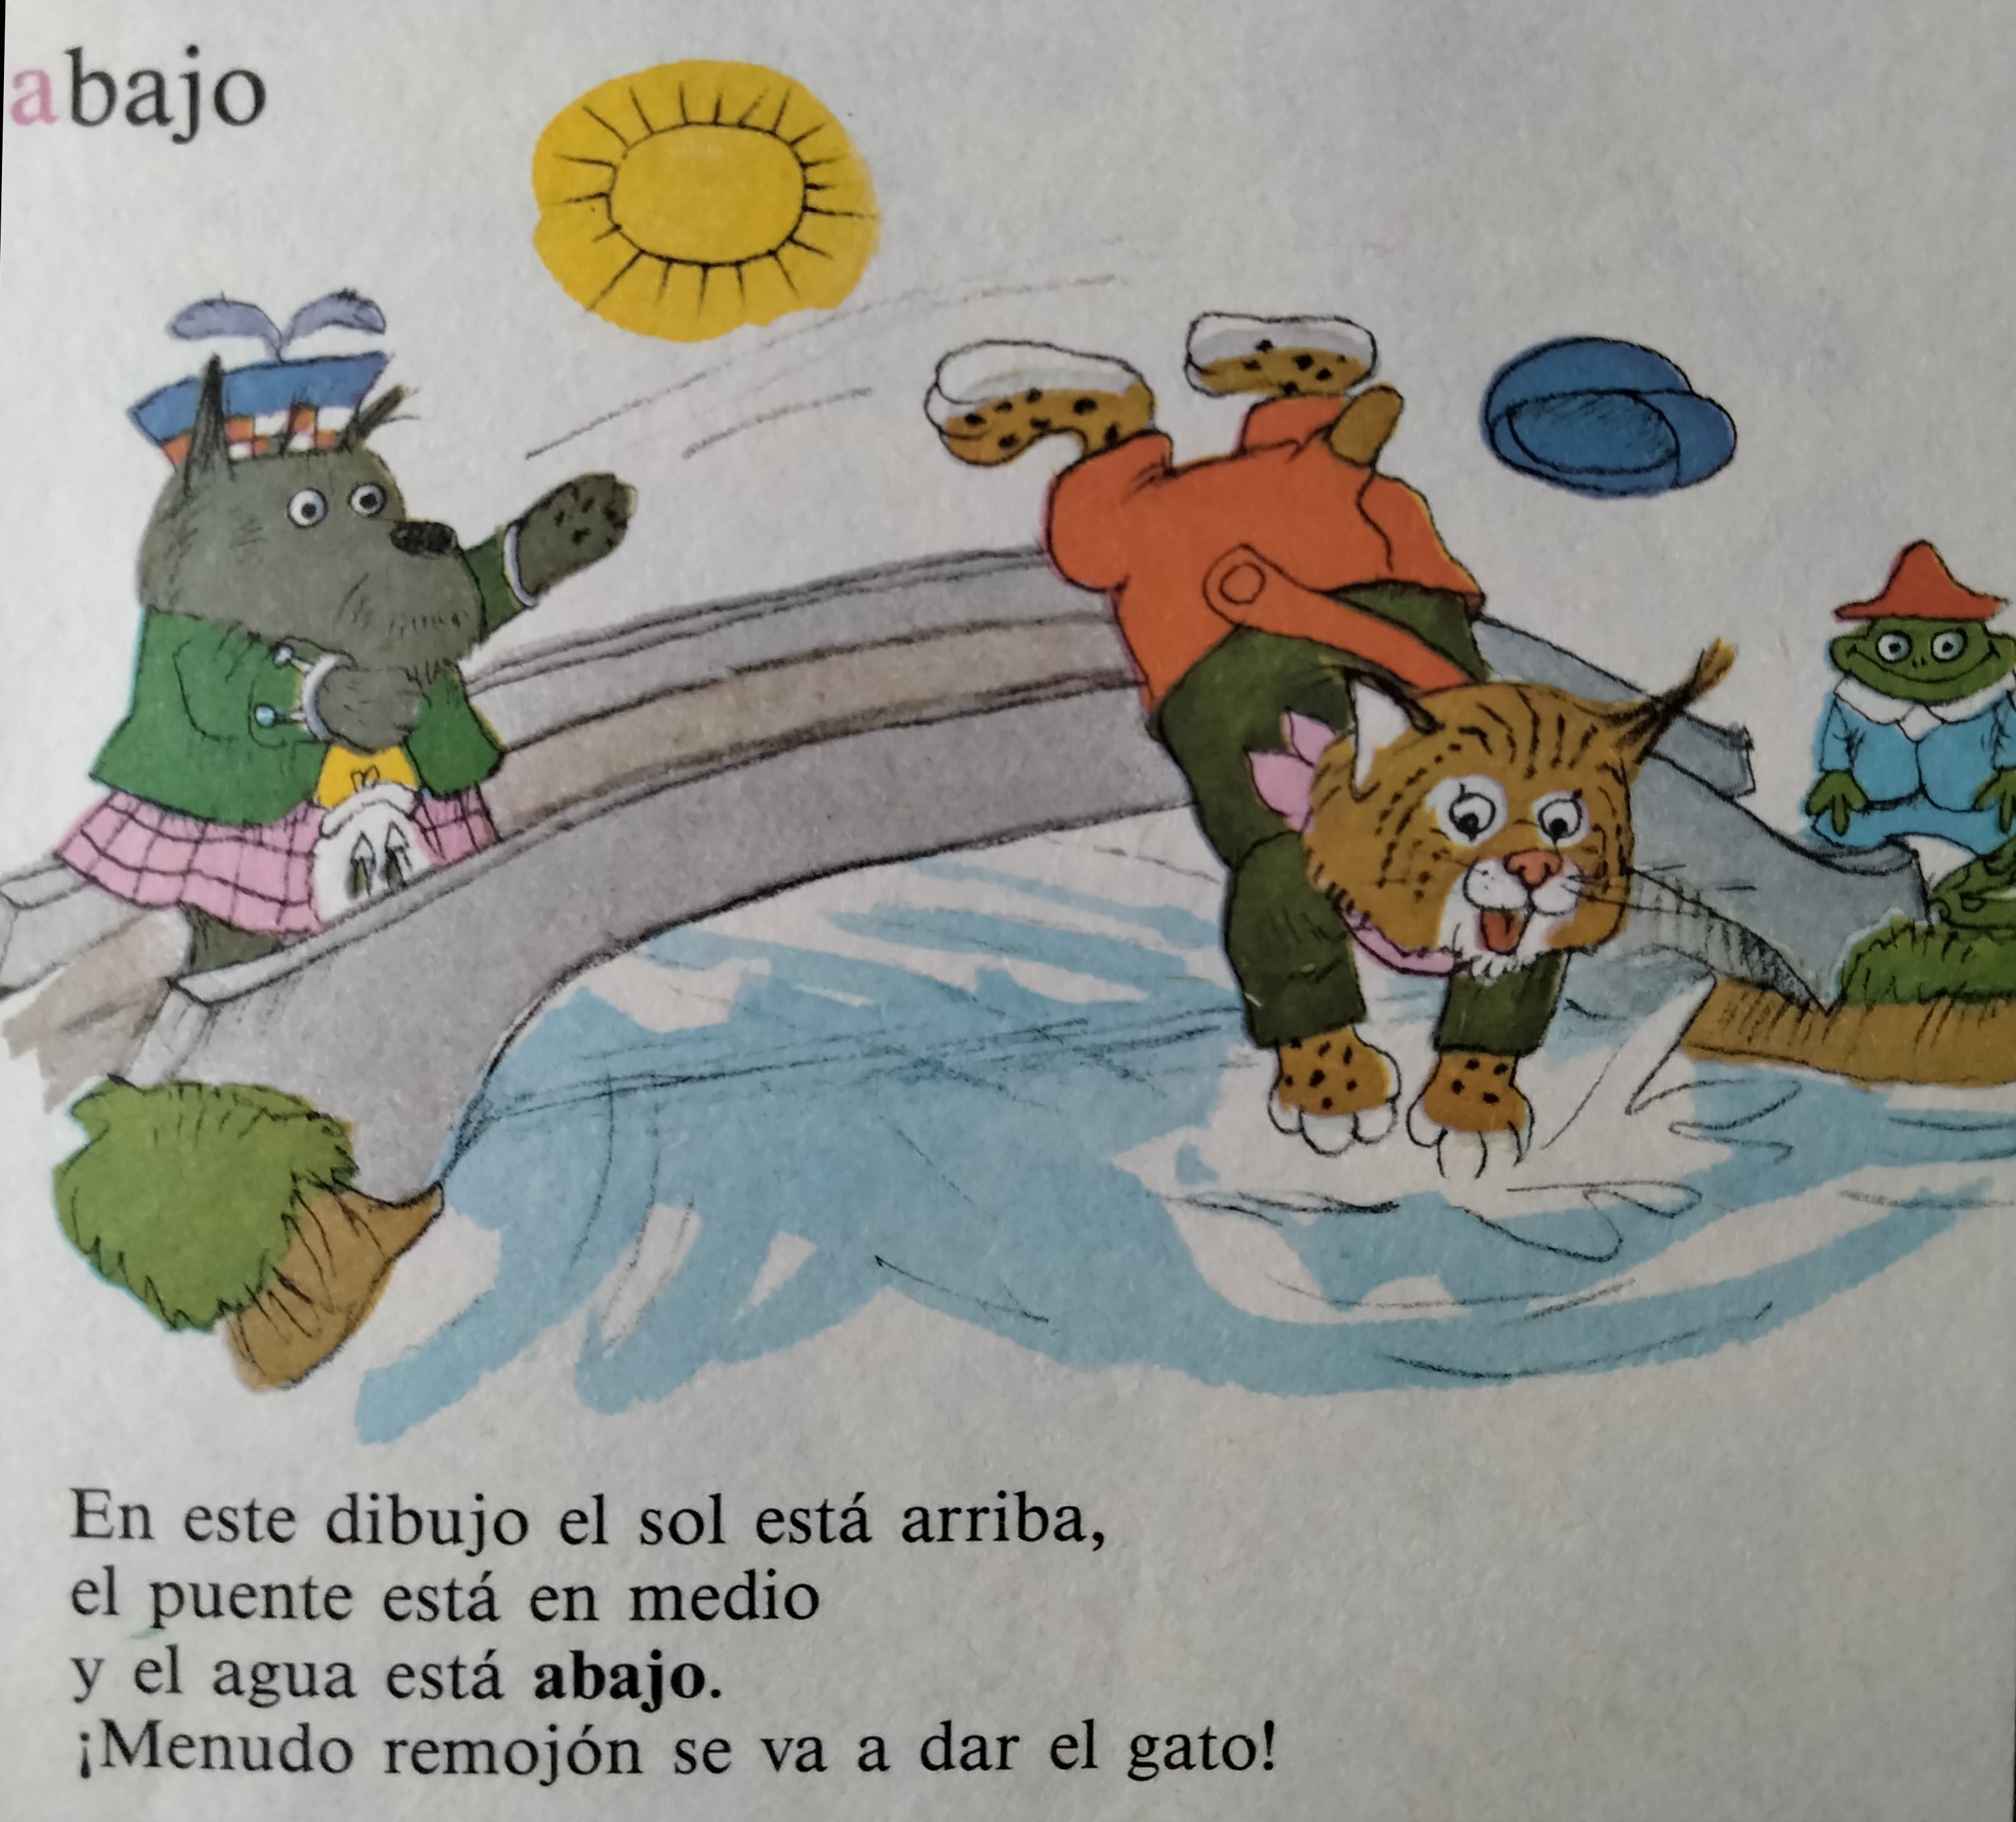 abajo
En este dibujo el sol está arriba,
el puente está en medio
y el agua está abajo.
¡Menudo remojón se va a dar el gato!